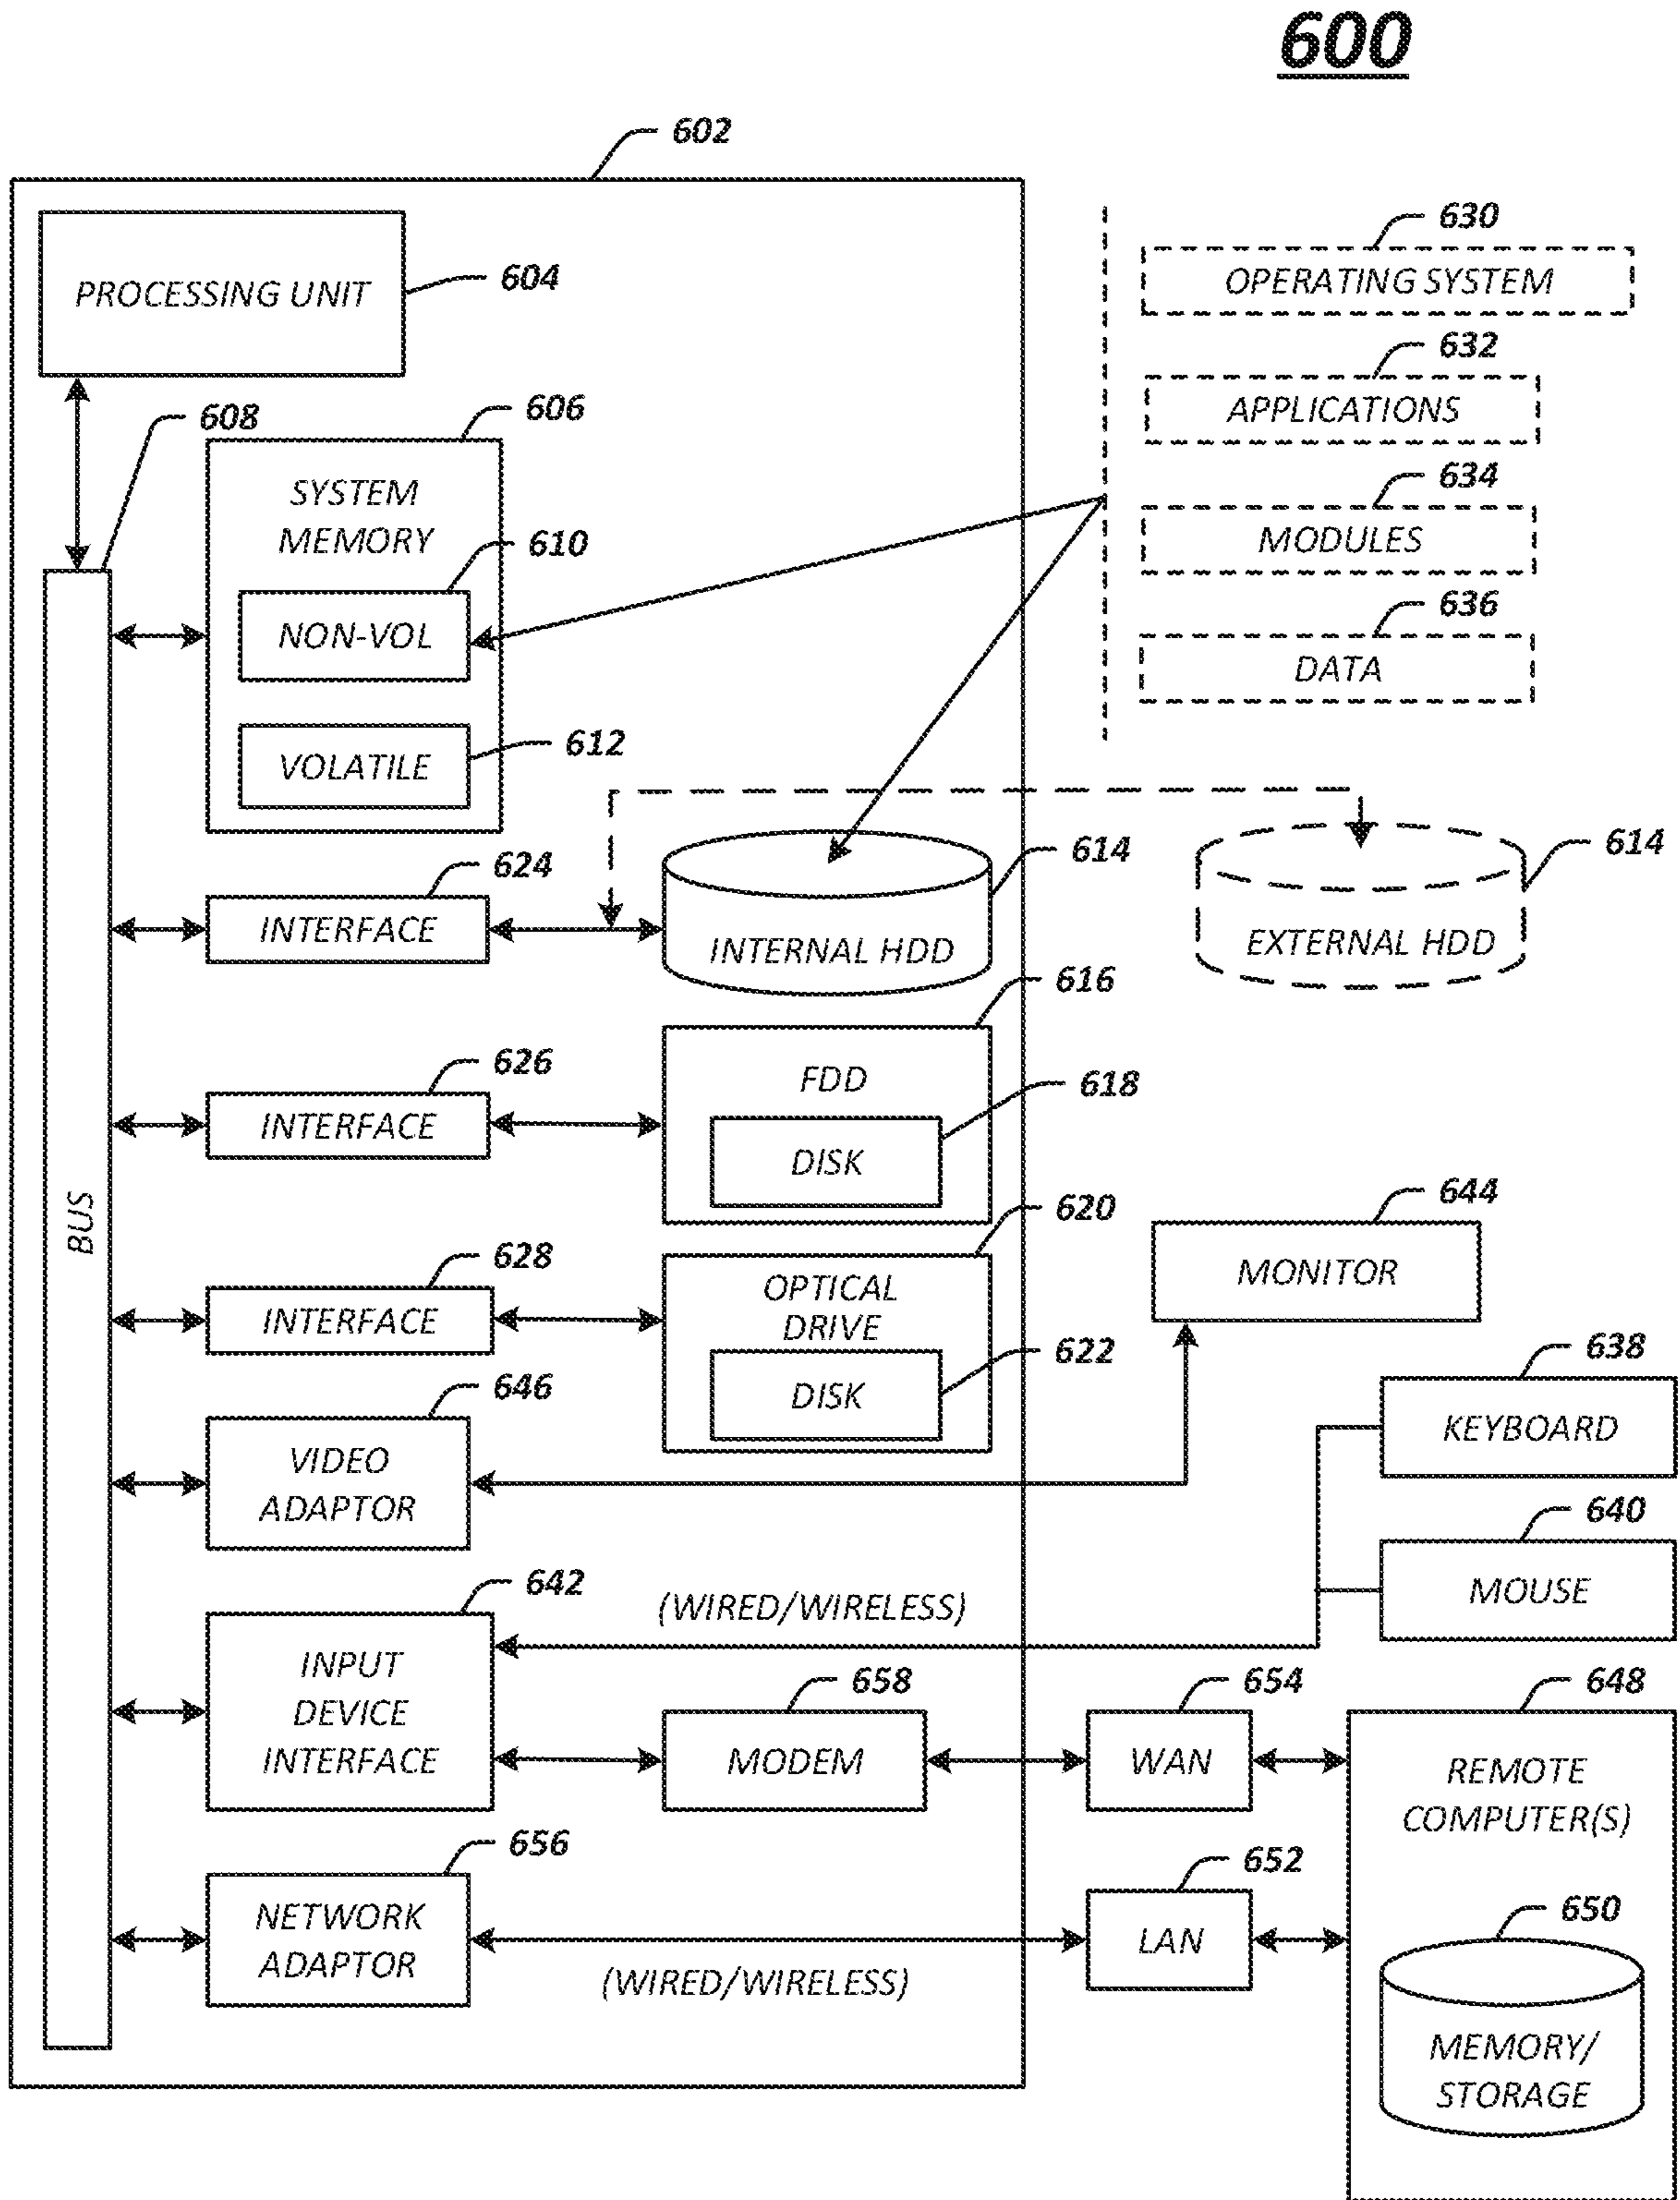 600
602
PROCESSING UNIT
604
630
OPERATING SYSTEM
632
APPLICATIONS
634
MODULES
636
DATA
608
606
SYSTEM
MEMORY
610
NON-VOL
612
VOLATILE
624
INTERFACE
614
INTERNAL HDD
614
EXTERNAL HDD
616
FDD
618
DISK
626
INTERFACE
BUS
620
OPTICAL
DRIVE
622
DISK
628
INTERFACE
644
MONITOR
646
VIDEO
ADAPTOR
638
KEYBOARD
640
MOUSE
642
INPUT
DEVICE
INTERFACE
(WIRED/WIRELESS)
658
MODEM
654
WAN
648
REMOTE
COMPUTER(S)
656
NETWORK
ADAPTOR
(WIRED/WIRELESS)
652
LAN
650
MEMORY/
STORAGE